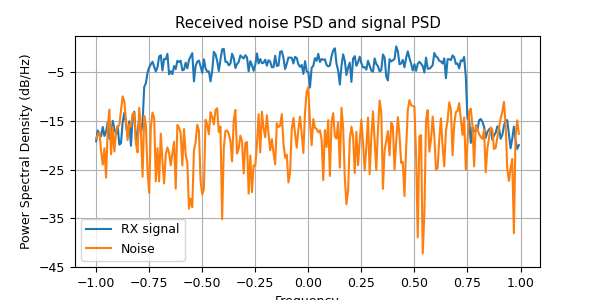 Received noise PSD and signal PSD
Power Spectral Density (dB/Hz)
−5
−15
−25
−35
−45
RX signal
Noise
−1.00 −0.75 −0.50 −0.25 0.00 0.25 0.50 0.75 1.00
Frequency